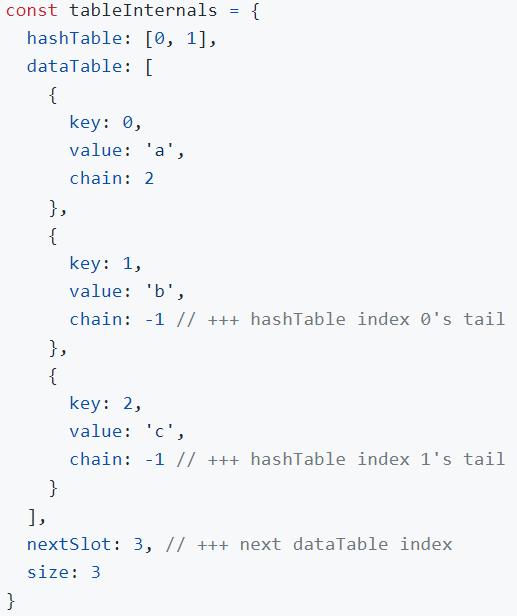 const tableInternals = {
  hashTable: [0, 1],
  dataTable: [
    {
      key: 0,
      value: 'a',
      chain: 2
    },
    {
      key: 1,
      value: 'b',
      chain: -1 // +++ hashTable index 0's tail
    },
    {
      key: 2,
      value: 'c',
      chain: -1 // +++ hashTable index 1's tail
    }
  ],
  nextSlot: 3, // +++ next dataTable index
  size: 3
}